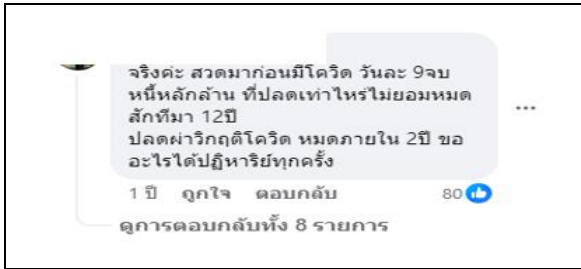 จริงค่ะ สวดมาก่อนมีโควิด วันละ 9จบ
หนี้หลักล้าน ที่ปลดเท่าไหร่ไม่ยอมหมด
สักทีมา 12ปี
ปลดผ่าวิกฤติโควิด หมดภายใน 2ปี ขอ
อะไรได้ปฏิหาริย์ทุกครั้ง
1 ปี ถูกใจ ตอบกลับ 80
ดูการตอบกลับทั้ง 8 รายการ